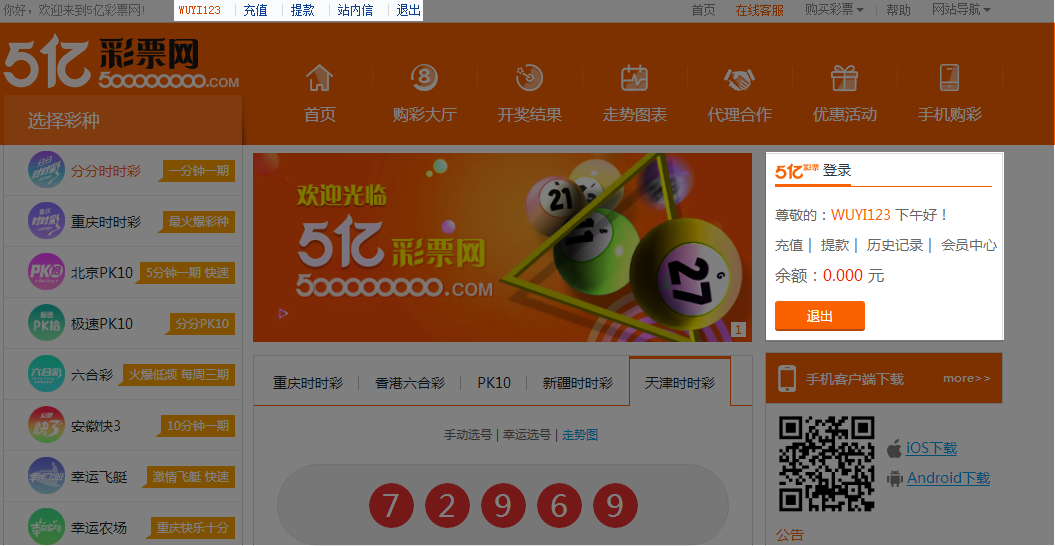 你好，欢迎来到5亿彩票网！ WUYI123 | 充值 | 提款 | 站内信 | 退出 首页 在线客服 购买彩票 | 帮助 网站导航
5亿 彩票网
500000000.COM
首页 购彩大厅 开奖结果 走势图表 代理合作 优惠活动 手机购彩
选择彩种
分分时时彩 一分钟一期
重庆时时彩 最火爆彩种
北京PK10 5分钟一期 快速
极速PK10 分分PK10
六合彩 火爆低频 每周三期
安徽快3 10分钟一期
幸运飞艇 激情飞艇 快速
幸运农场 重庆快乐十分
欢迎光临
5亿 彩票网
500000000.COM
21
8
27
1
5亿彩票 登录
尊敬的：WUYI123 下午好！
充值 | 提款 | 历史记录 | 会员中心
余额：0.000 元
退出
重庆时时彩 | 香港六合彩 | PK10 | 新疆时时彩 天津时时彩
手动选号 | 幸运选号 | 走势图
7 2 9 6 9
手机客户端下载 more>>
iOS下载
Android下载
公告